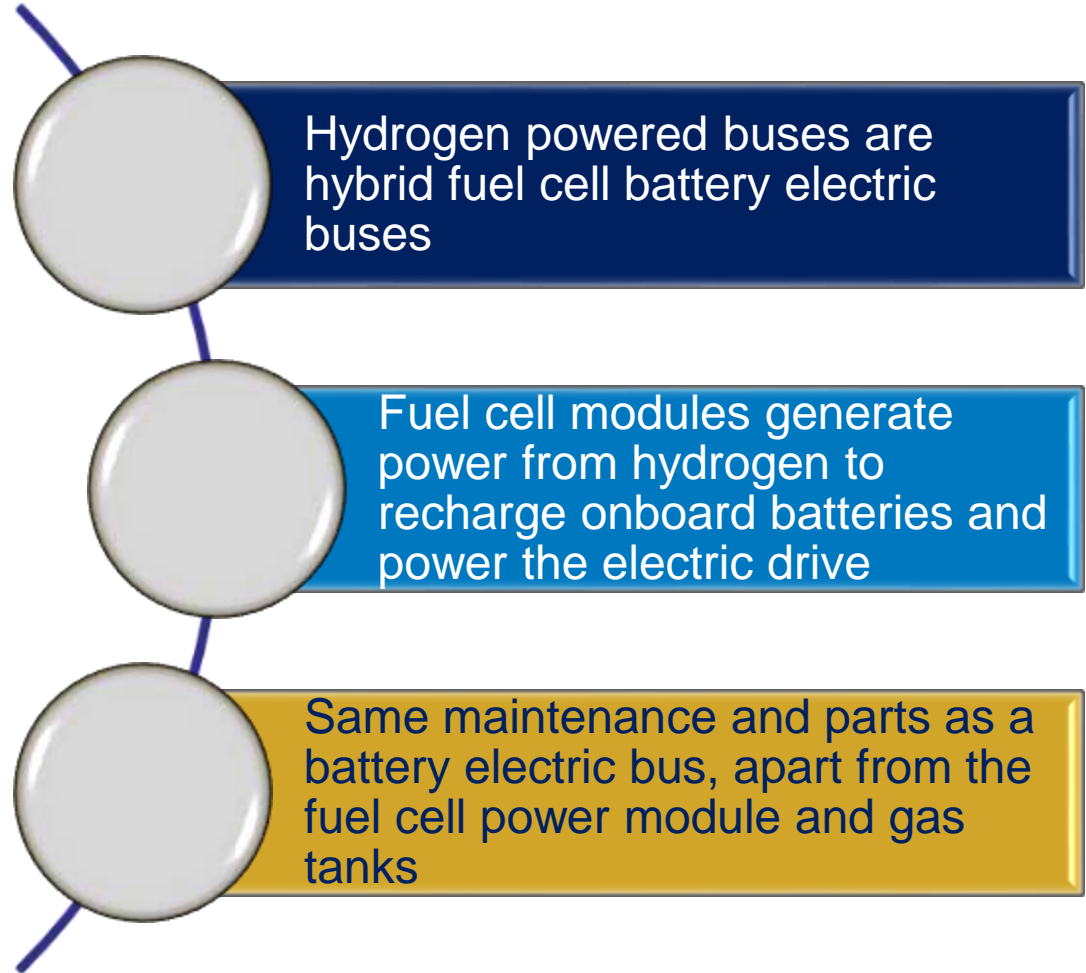 Hydrogen powered buses are
hybrid fuel cell battery electric
buses
Fuel cell modules generate
power from hydrogen to
recharge onboard batteries and
power the electric drive
Same maintenance and parts as a
battery electric bus, apart from the
fuel cell power module and gas
tanks